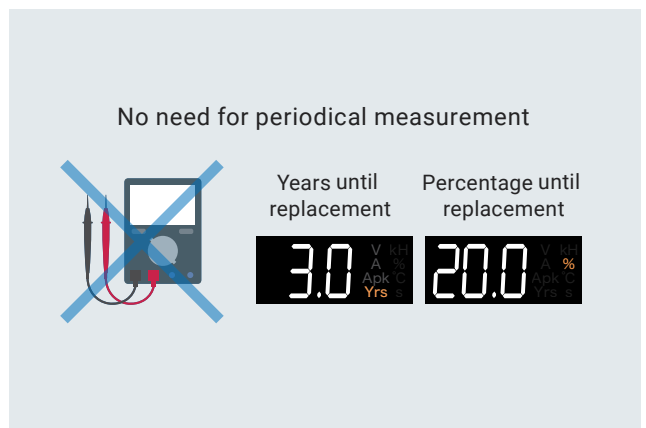 No need for periodical measurement
Years until
replacement
Percentage until
replacement
3.0 V kH
A %
Apk C
Yrs s
20.0 V kH
A %
Apk C
Yrs s